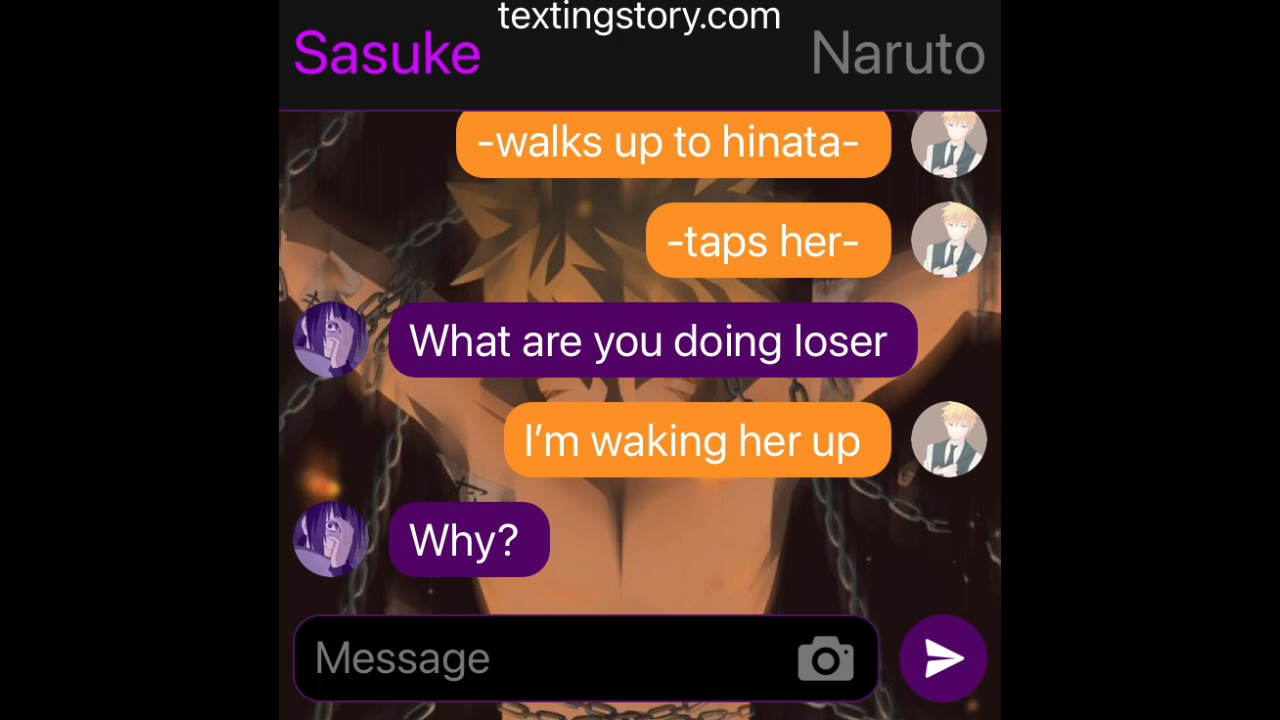 textingstory.com
Sasuke
Naruto
-walks up to hinata-
-taps her-
What are you doing loser
I’m waking her up
Why?
Message